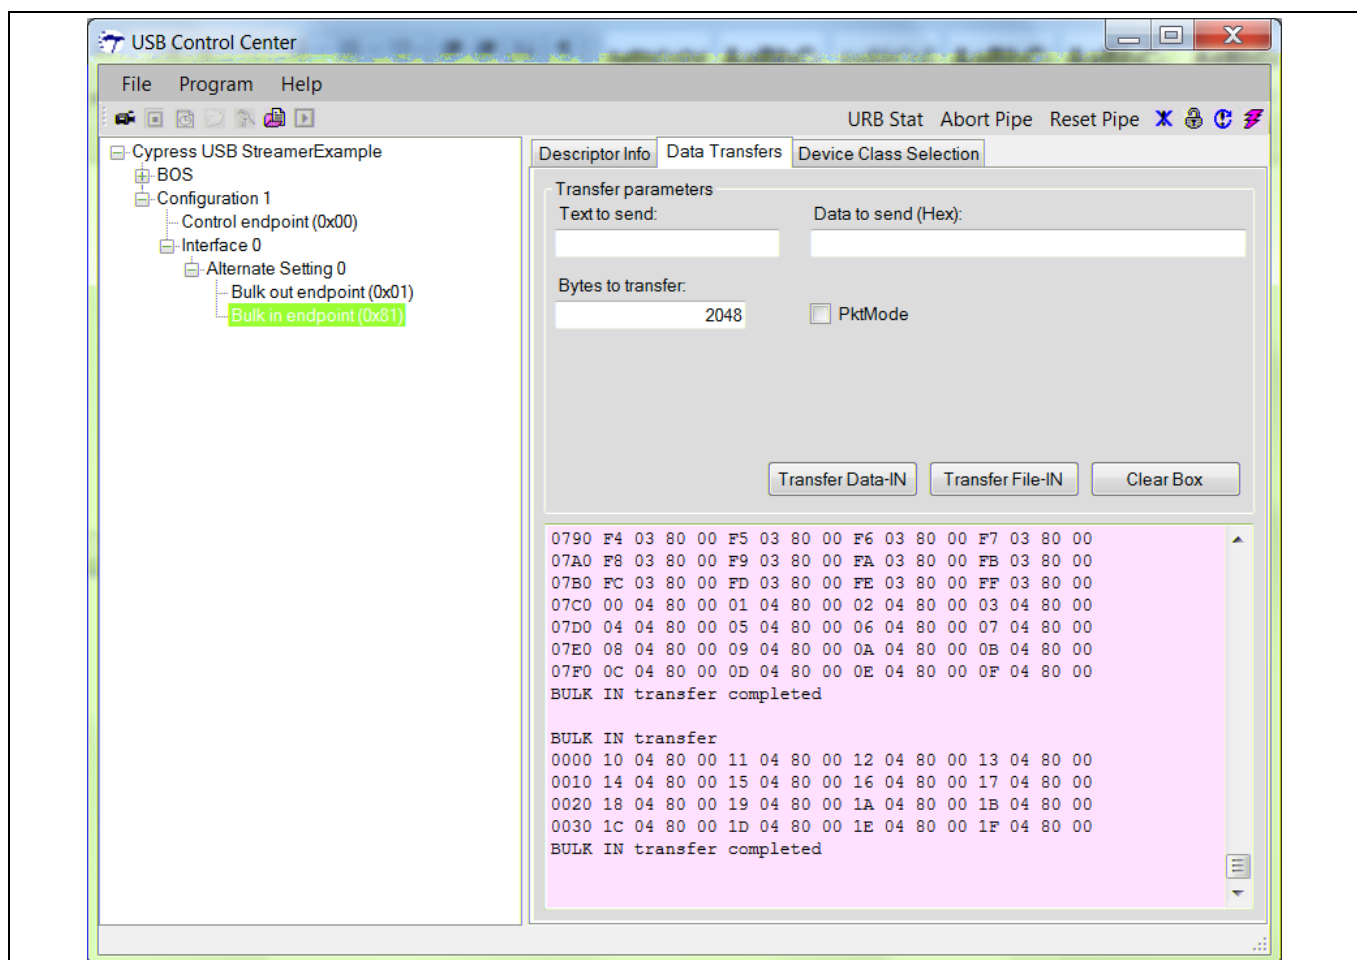 USB Control Center
File Program Help
URB Stat Abort Pipe Reset Pipe
Cypress USB StreamerExample
BOS
Configuration 1
Control endpoint (0x00)
Interface 0
Alternate Setting 0
Bulk out endpoint (0x01)
Bulk in endpoint (0x81)
Descriptor Info Data Transfers Device Class Selection
Transfer parameters
Text to send: Data to send (Hex):
Bytes to transfer:
2048 PktMode
Transfer Data-IN Transfer File-IN Clear Box
0790 F4 03 80 00 F5 03 80 00 F6 03 80 00 F7 03 80 00
07A0 F8 03 80 00 F9 03 80 00 FA 03 80 00 FB 03 80 00
07B0 FC 03 80 00 FD 03 80 00 FE 03 80 00 FF 03 80 00
07C0 00 04 80 00 01 04 80 00 02 04 80 00 03 04 80 00
07D0 04 04 80 00 05 04 80 00 06 04 80 00 07 04 80 00
07E0 08 04 80 00 09 04 80 00 0A 04 80 00 0B 04 80 00
07F0 0C 04 80 00 0D 04 80 00 0E 04 80 00 0F 04 80 00
BULK IN transfer completed
BULK IN transfer
0000 10 04 80 00 11 04 80 00 12 04 80 00 13 04 80 00
0010 14 04 80 00 15 04 80 00 16 04 80 00 17 04 80 00
0020 18 04 80 00 19 04 80 00 1A 04 80 00 1B 04 80 00
0030 1C 04 80 00 1D 04 80 00 1E 04 80 00 1F 04 80 00
BULK IN transfer completed